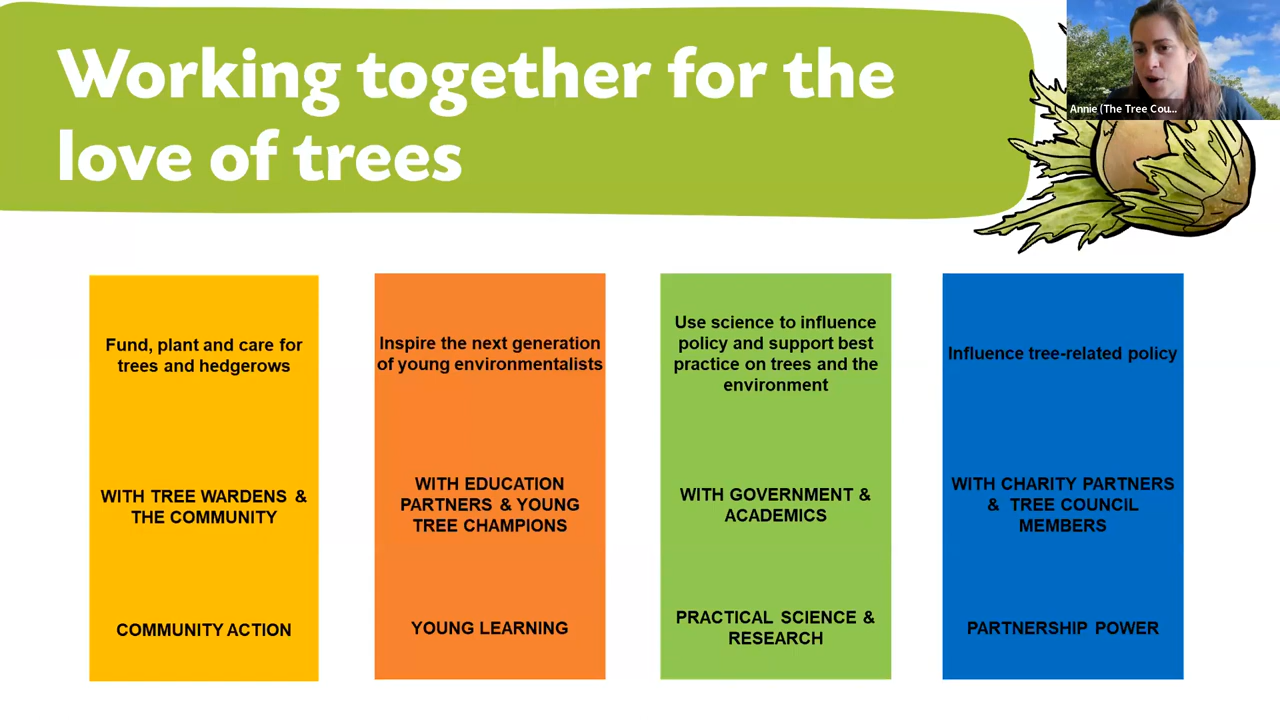 Working together for the
love of trees
Annie (The Tree Cou...
Fund, plant and care for
trees and hedgerows
WITH TREE WARDENS &
THE COMMUNITY
COMMUNITY ACTION
Inspire the next generation
of young environmentalists
WITH EDUCATION
PARTNERS & YOUNG
TREE CHAMPIONS
YOUNG LEARNING
Use science to influence
policy and support best
practice on trees and the
environment
WITH GOVERNMENT &
ACADEMICS
PRACTICAL SCIENCE &
RESEARCH
Influence tree-related policy
WITH CHARITY PARTNERS
& TREE COUNCIL
MEMBERS
PARTNERSHIP POWER